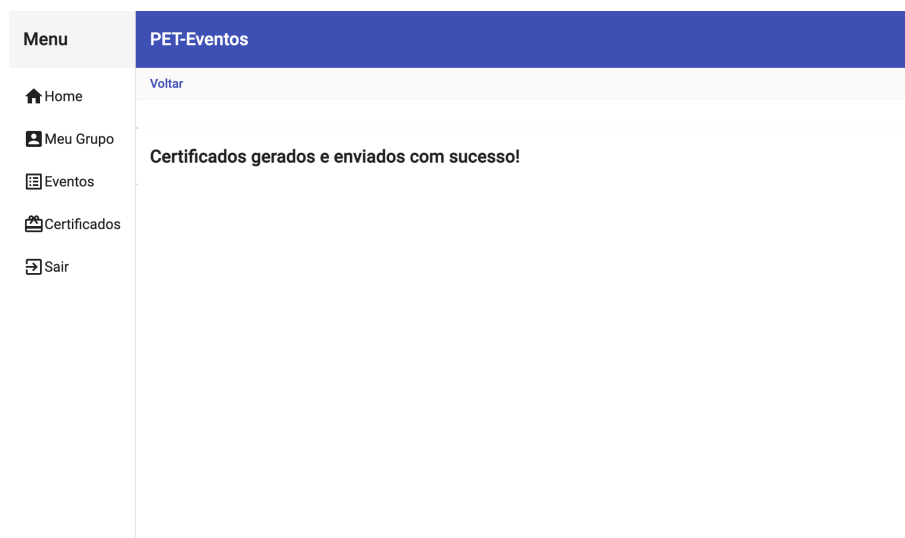 Menu
PET-Eventos
Voltar
Home
Meu Grupo
Eventos
Certificados
Sair
Certificados gerados e enviados com sucesso!